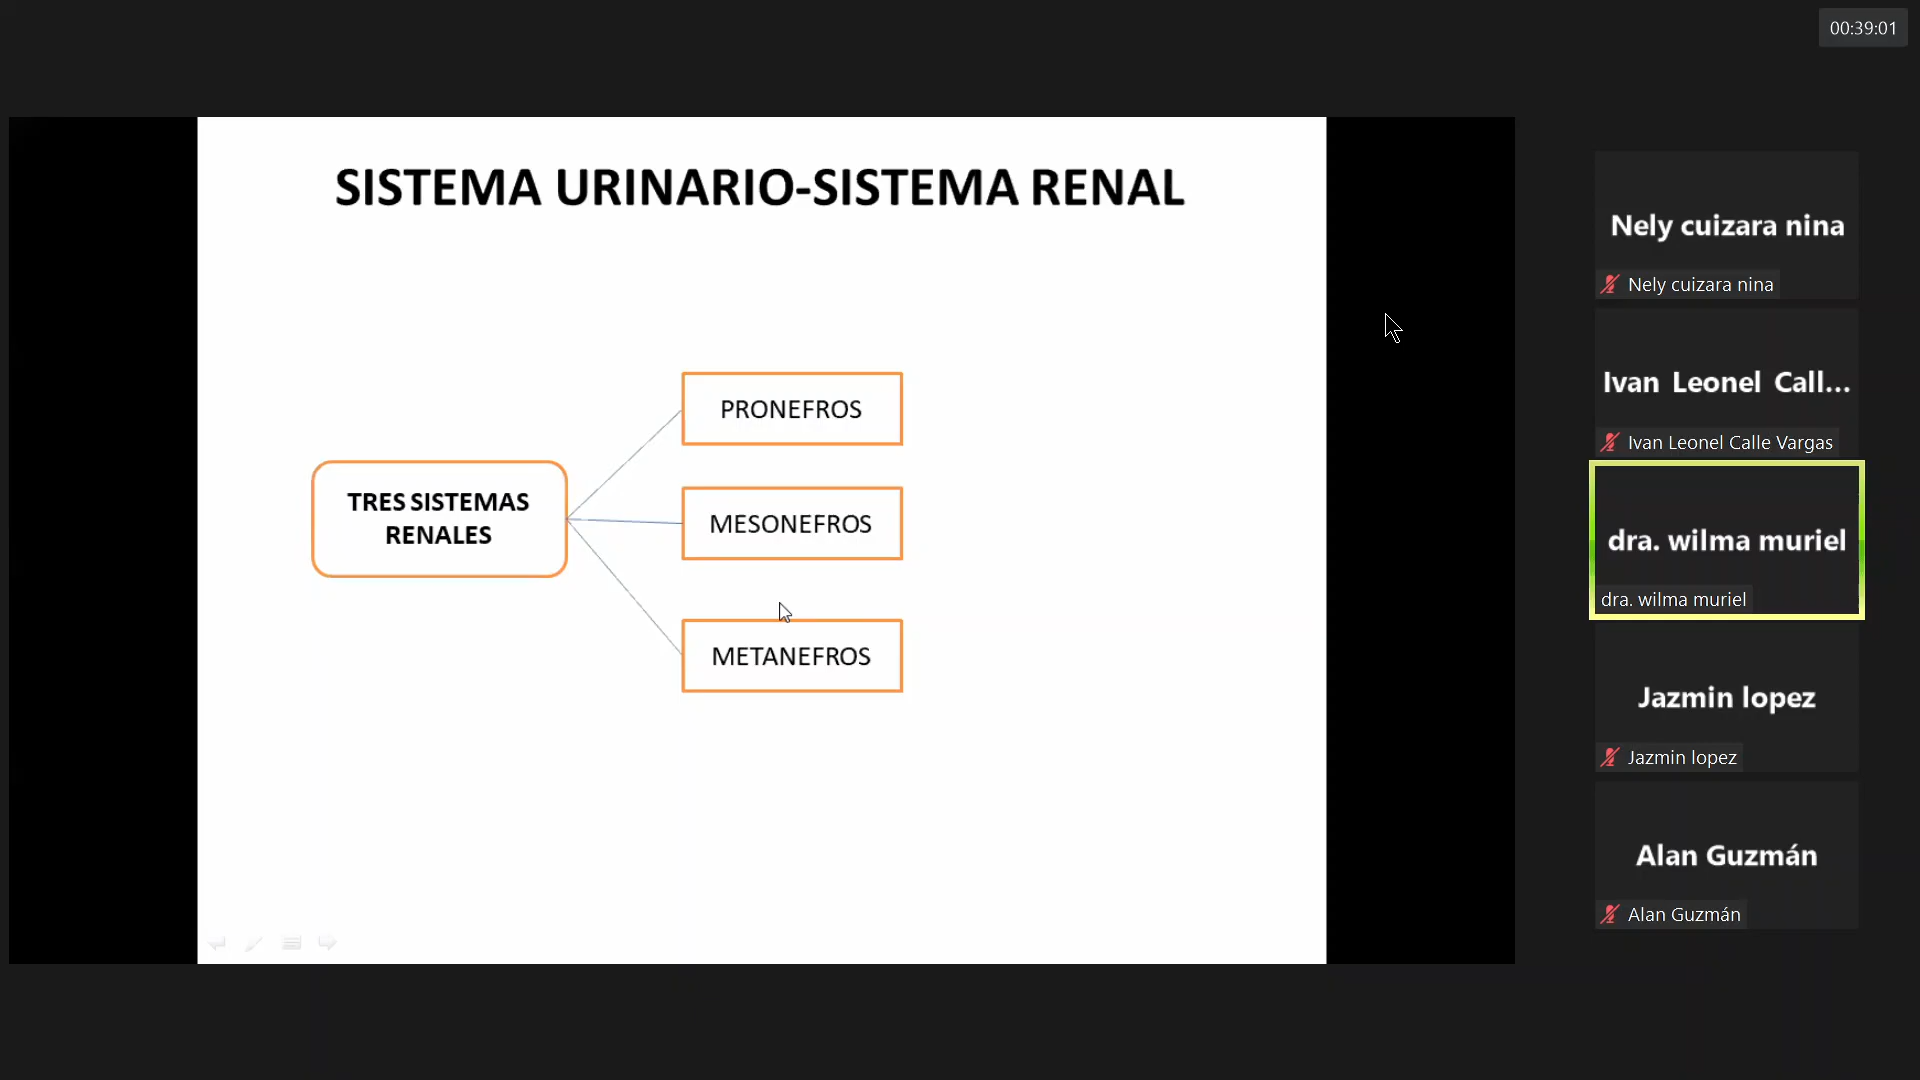 00:39:01
SISTEMA URINARIO-SISTEMA RENAL
TRES SISTEMAS
RENALES
PRONEFROS
MESONEFROS
METANEFROS
Nely cuizara nina
Nely cuizara nina
Ivan Leonel Call...
Ivan Leonel Calle Vargas
dra. wilma muriel
dra. wilma muriel
Jazmin lopez
Jazmin lopez
Alan Guzmán
Alan Guzmán